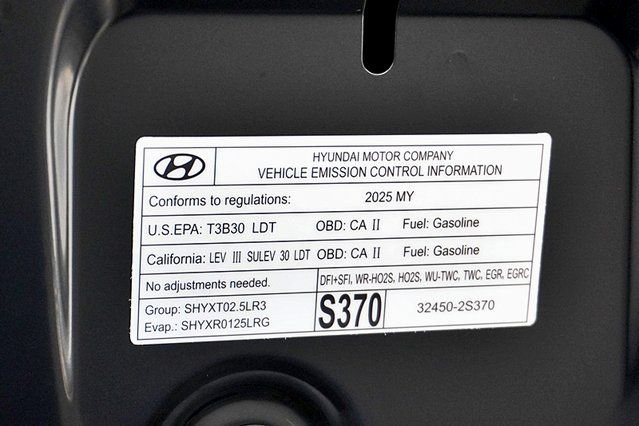 HYUNDAI MOTOR COMPANY
VEHICLE EMISSION CONTROL INFORMATION
Conforms to regulations: 2025 MY
U.S.EPA: T3B30 LDT OBD: CA II Fuel: Gasoline
California: LEV III SULEV 30 LDT OBD: CA II Fuel: Gasoline
No adjustments needed. DFI+SFI, WR-HO2S, HO2S, WU-TWC, TWC, EGR, EGRC
Group: SHYXT02.5LR3
Evap.: SHYXR0125LRG
S370
32450-2S370